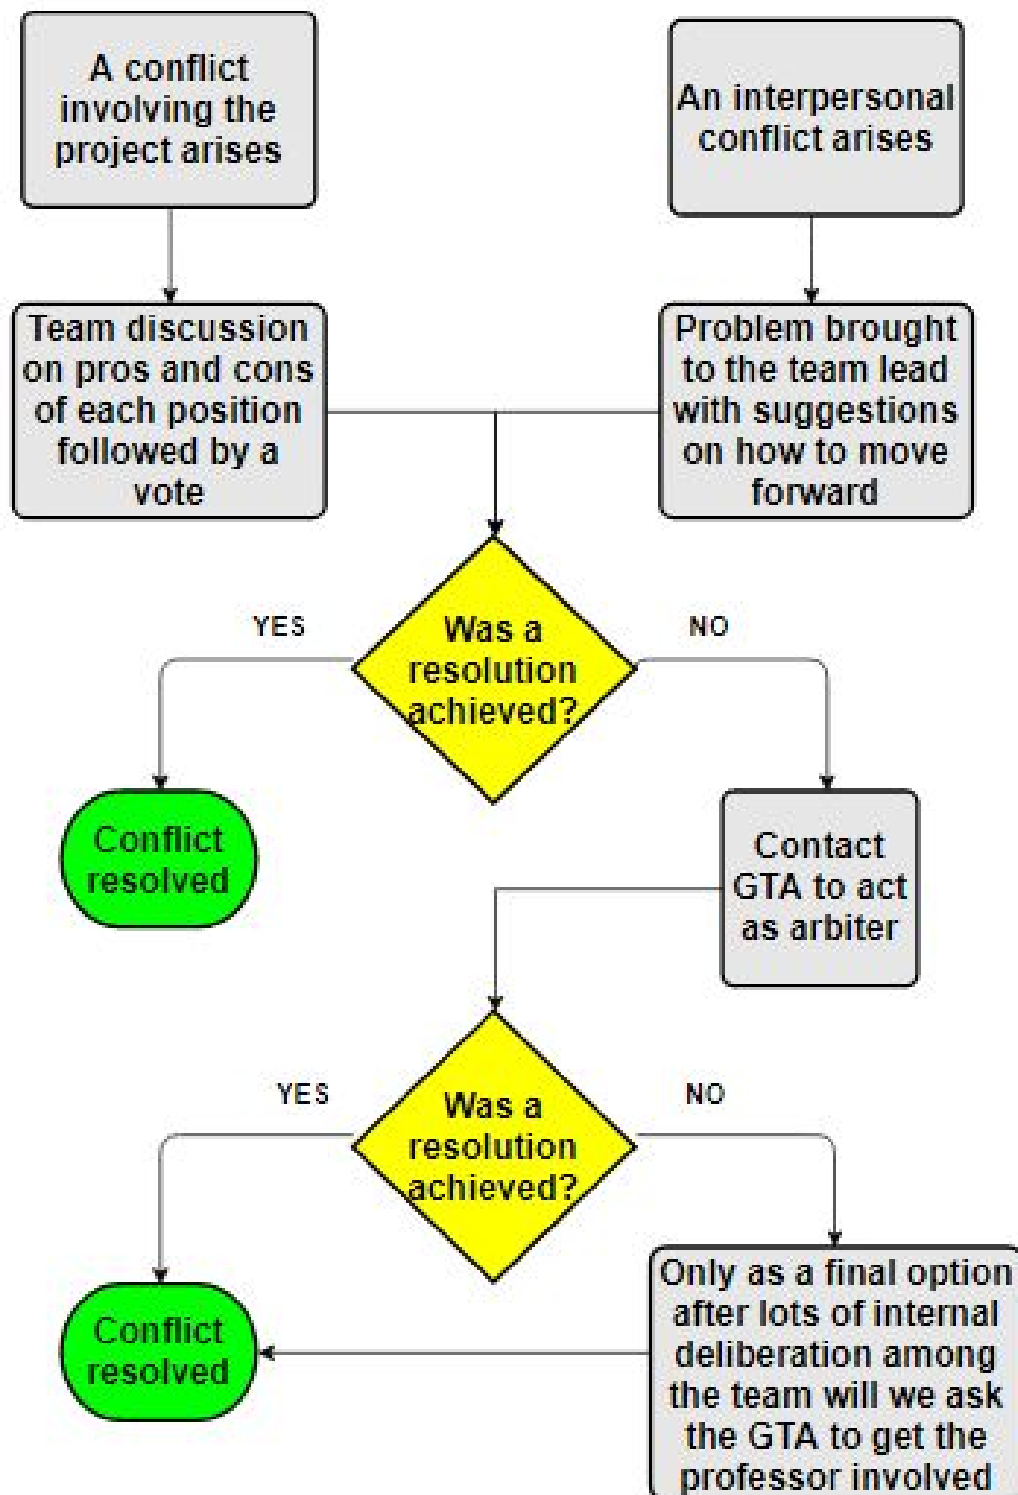 A conflict
involving the
project arises
An interpersonal
conflict arises
Team discussion
on pros and cons
of each position
followed by a
vote
Problem brought
to the team lead
with suggestions
on how to move
forward
YES
Was a
resolution
achieved?
NO
Conflict
resolved
Contact
GTA to act
as arbiter
YES
Was a
resolution
achieved?
NO
Conflict
resolved
Only as a final option
after lots of internal
deliberation among
the team will we ask
the GTA to get the
professor involved